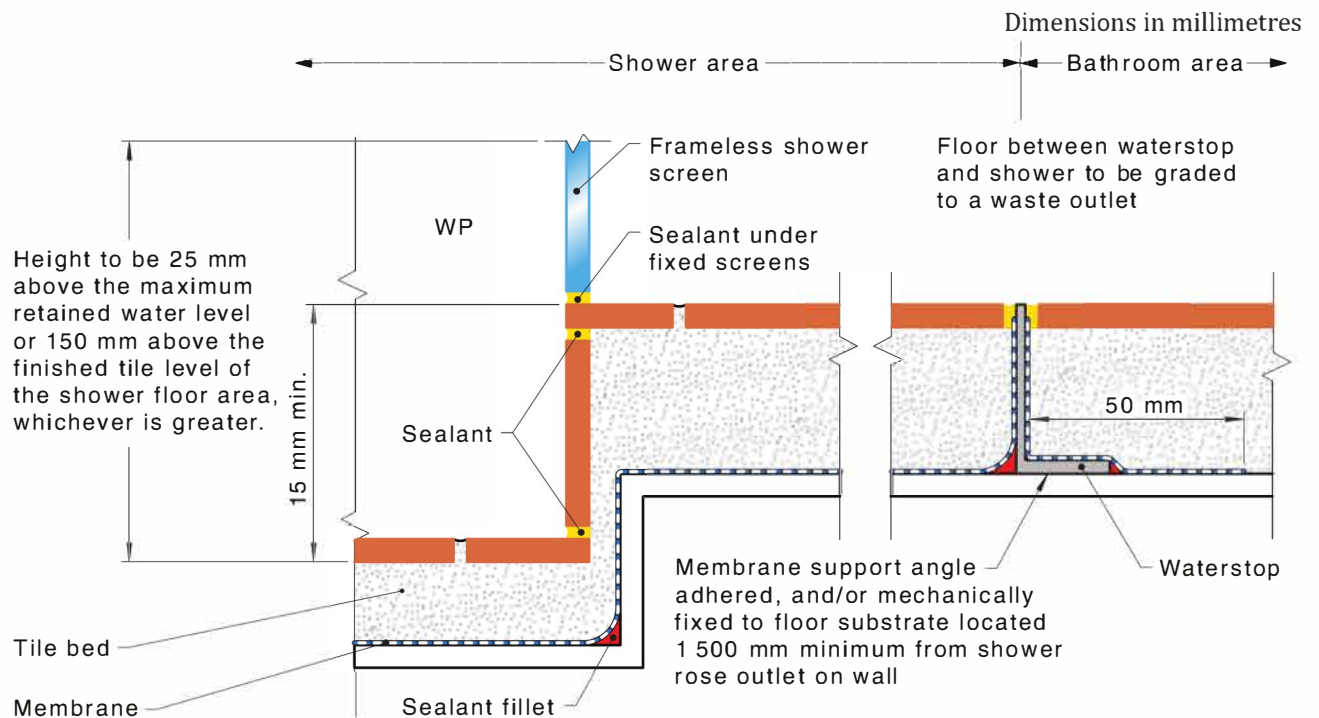 Dimensions in millimetres
Shower area
Bathroom area
Frameless shower
screen
Floor between waterstop
and shower to be graded
to a waste outlet
WP
Sealant under
fixed screens
Height to be 25 mm
above the maximum
retained water level
or 150 mm above the
finished tile level of
the shower floor area,
whichever is greater.
15 mm min.
Sealant
50 mm
Membrane support angle
adhered, and/or mechanically
fixed to floor substrate located
1 500 mm minimum from shower
rose outlet on wall
Waterstop
Tile bed
Membrane
Sealant fillet